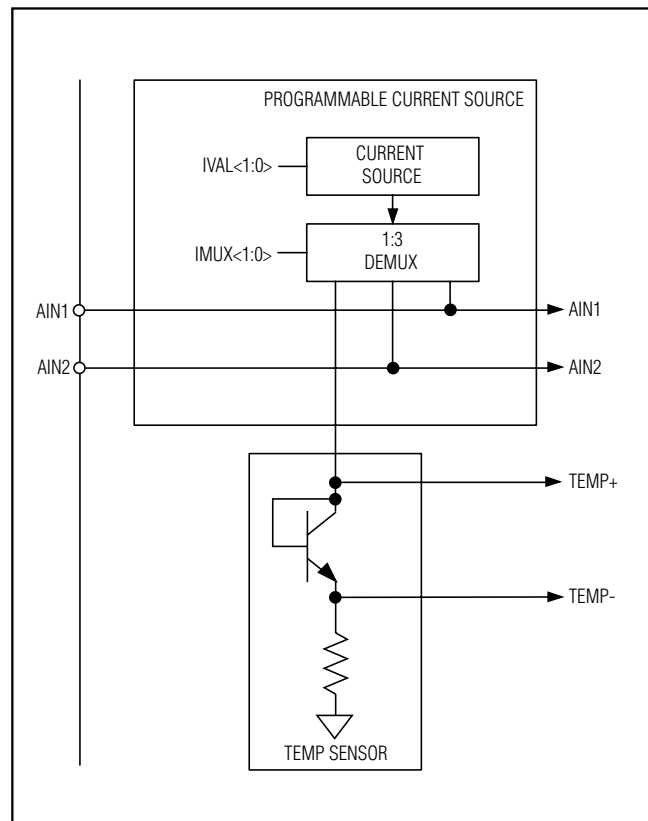 PROGRAMMABLE CURRENT SOURCE
CURRENT
SOURCE
IVAL<1:0>
1:3
DEMUX
IMUX<1:0>
AIN1
AIN1
AIN2
AIN2
TEMP+
TEMP-
TEMP SENSOR